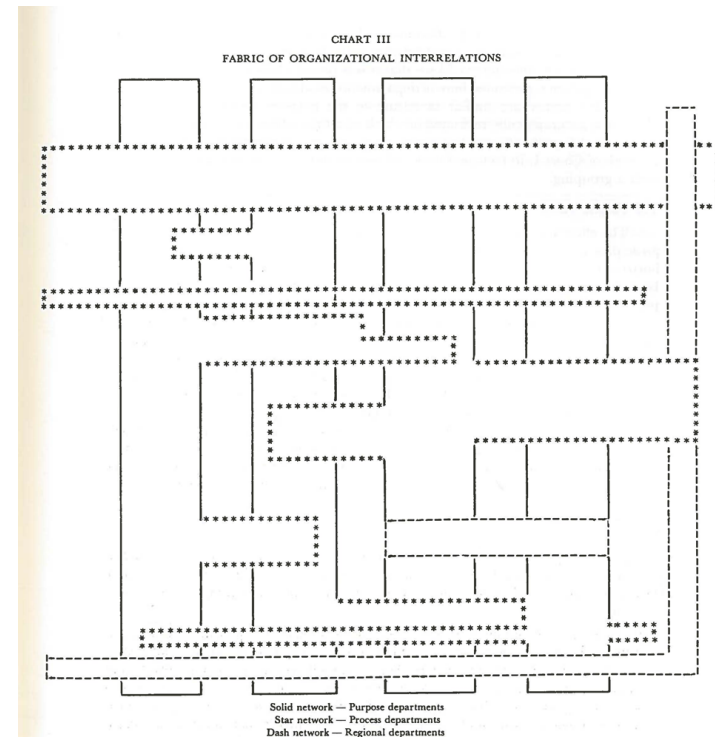 CHART III
FABRIC OF ORGANIZATIONAL INTERRELATIONS
Solid network — Purpose departments
Star network — Process departments
Dash network — Regional departments